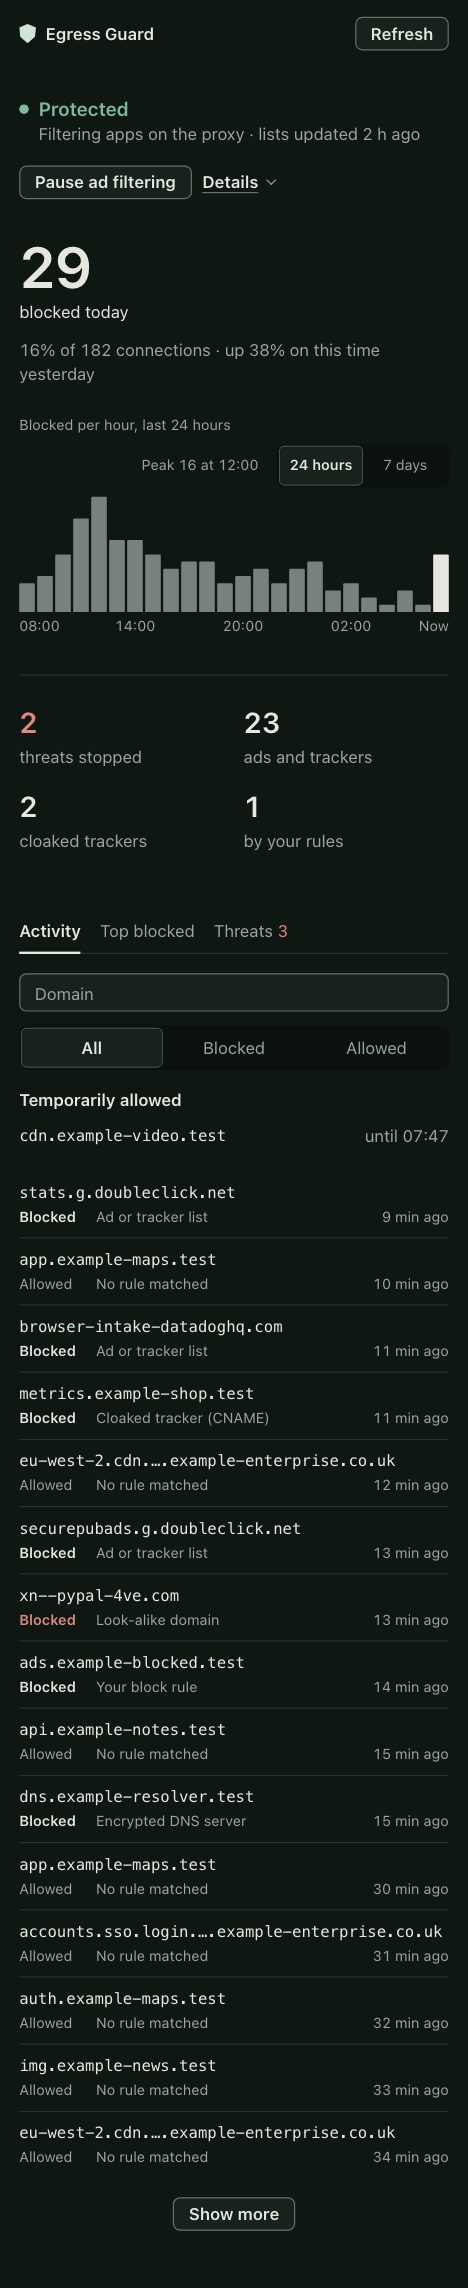 Egress Guard
Refresh
Protected
Filtering apps on the proxy · lists updated 2 h ago
Pause ad filtering
Details
29
blocked today
16% of 182 connections · up 38% on this time
yesterday
Blocked per hour, last 24 hours
Peak 16 at 12:00
24 hours
7 days
08:00 14:00 20:00 02:00 Now
2
threats stopped
23
ads and trackers
2
cloaked trackers
1
by your rules
Activity
Top blocked
Threats 3
Domain
All
Blocked
Allowed
Temporarily allowed
cdn.example-video.test until 07:47
stats.g.doubleclick.net
Blocked Ad or tracker list 9 min ago
app.example-maps.test
Allowed No rule matched 10 min ago
browser-intake-datadoghq.com
Blocked Ad or tracker list 11 min ago
metrics.example-shop.test
Blocked Cloaked tracker (CNAME) 11 min ago
eu-west-2.cdn.….example-enterprise.co.uk
Allowed No rule matched 12 min ago
securepubads.g.doubleclick.net
Blocked Ad or tracker list 13 min ago
xn--pypal-4ve.com
Blocked Look-alike domain 13 min ago
ads.example-blocked.test
Blocked Your block rule 14 min ago
api.example-notes.test
Allowed No rule matched 15 min ago
dns.example-resolver.test
Blocked Encrypted DNS server 15 min ago
app.example-maps.test
Allowed No rule matched 30 min ago
accounts.sso.login.….example-enterprise.co.uk
Allowed No rule matched 31 min ago
auth.example-maps.test
Allowed No rule matched 32 min ago
img.example-news.test
Allowed No rule matched 33 min ago
eu-west-2.cdn.….example-enterprise.co.uk
Allowed No rule matched 34 min ago
Show more